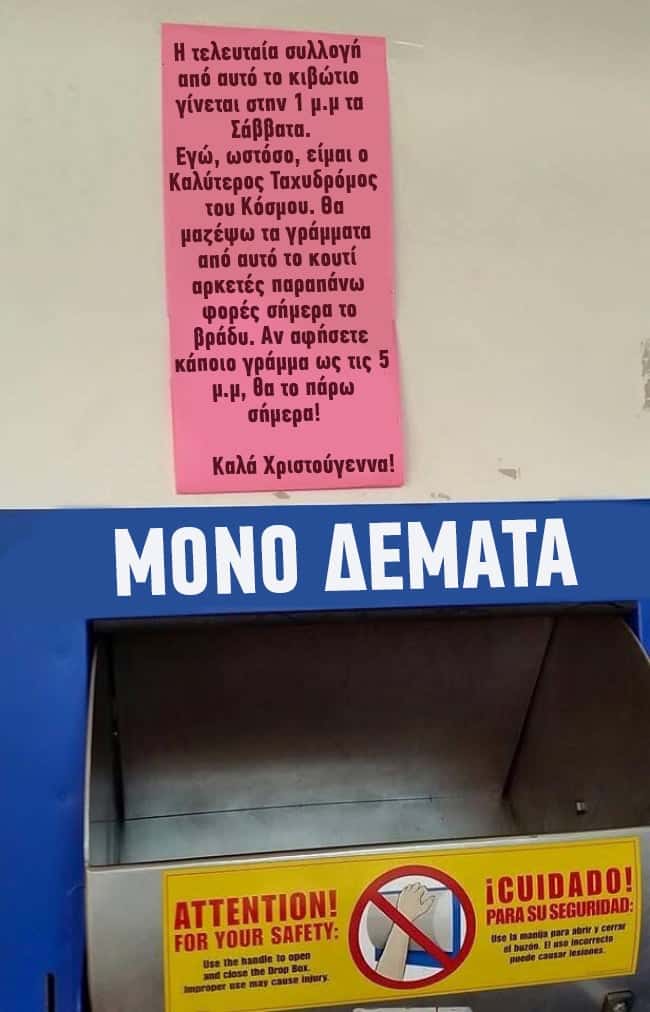 Η τελευταία συλλογή
από αυτό το κιβώτιο
γίνεται στην 1 μ.μ τα
Σάββατα.
Εγώ, ωστόσο, είμαι ο
Καλύτερος Ταχυδρόμος
του Κόσμου. Θα
μαζέψω τα γράμματα
από αυτό το κουτί
αρκετές παραπάνω
φορές σήμερα το
βράδυ. Αν αφήσετε
κάποιο γράμμα ως τις 5
μ.μ, θα το πάρω
σήμερα!
Καλά Χριστούγεννα!
ΜΟΝΟ ΔΕΜΑΤΑ
ATTENTION!
FOR YOUR SAFETY:
Use the handle to open
and close the Drop Box.
Improper use may cause injury.
¡CUIDADO!
PARA SU SEGURIDAD:
Use la manija para abrir y cerrar
el buzón. El uso incorrecto
puede causar lesiones.